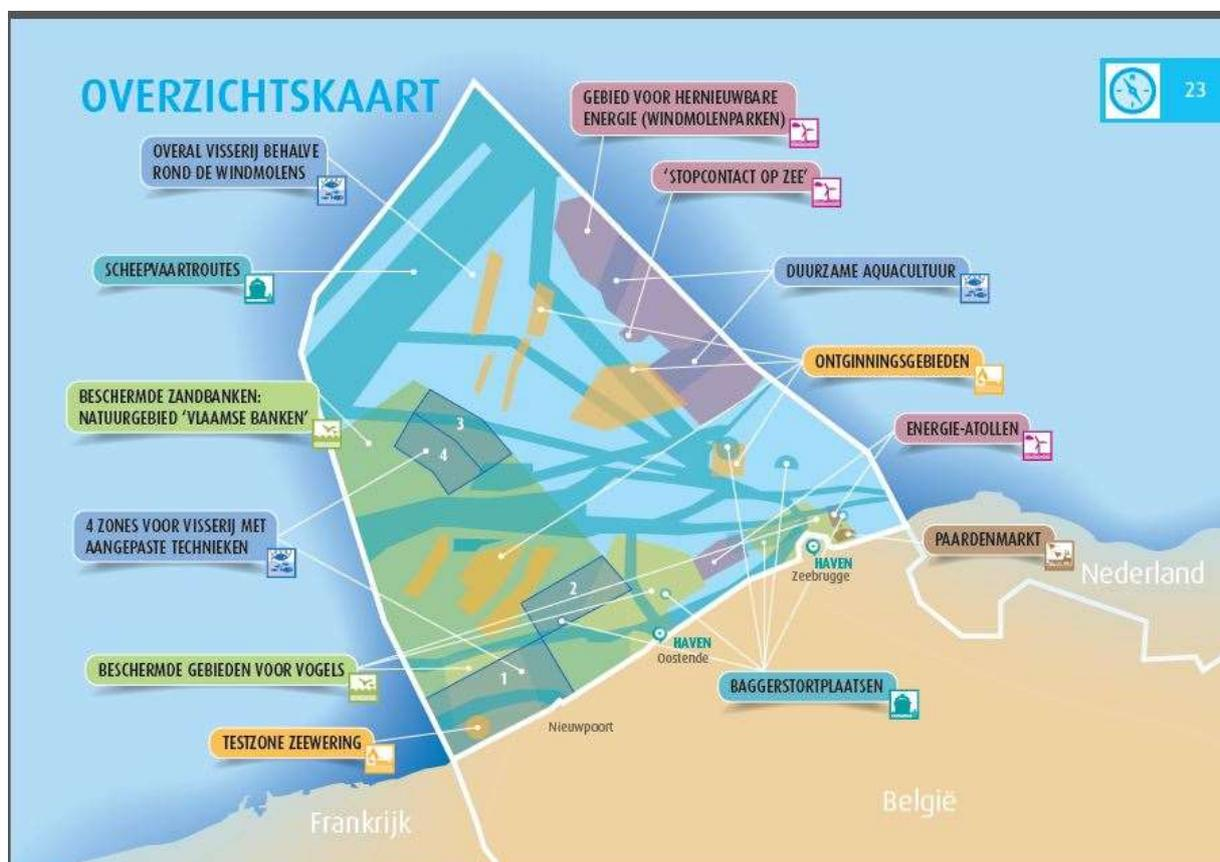 OVERZICHTSKAART
23
GEBIED VOOR HERNIEUWBARE
ENERGIE (WINDMOLENPARKEN)
OVERAL VISSERIJ BEHALVE
ROND DE WINDMOLENS
'STOPCONTACT OP ZEE'
SCHEEPVAARTROUTES
DUURZAME AQUACULTUUR
ONTGINNINGSGEBIEDEN
BESCHERMDE ZANDBANKEN:
NATUURGEBIED 'VLAAMSE BANKEN'
3
4
ENERGIE-ATOLLEN
4 ZONES VOOR VISSERIJ MET
AANGEPASTE TECHNIEKEN
PAARDENMARKT
HAVEN
Zeebrugge
Nederland
2
HAVEN
Oostende
BESCHERMDE GEBIEDEN VOOR VOGELS
1
BAGGERSTORTPLAATSEN
Nieuwpoort
TESTZONE ZEEWERING
België
Frankrijk